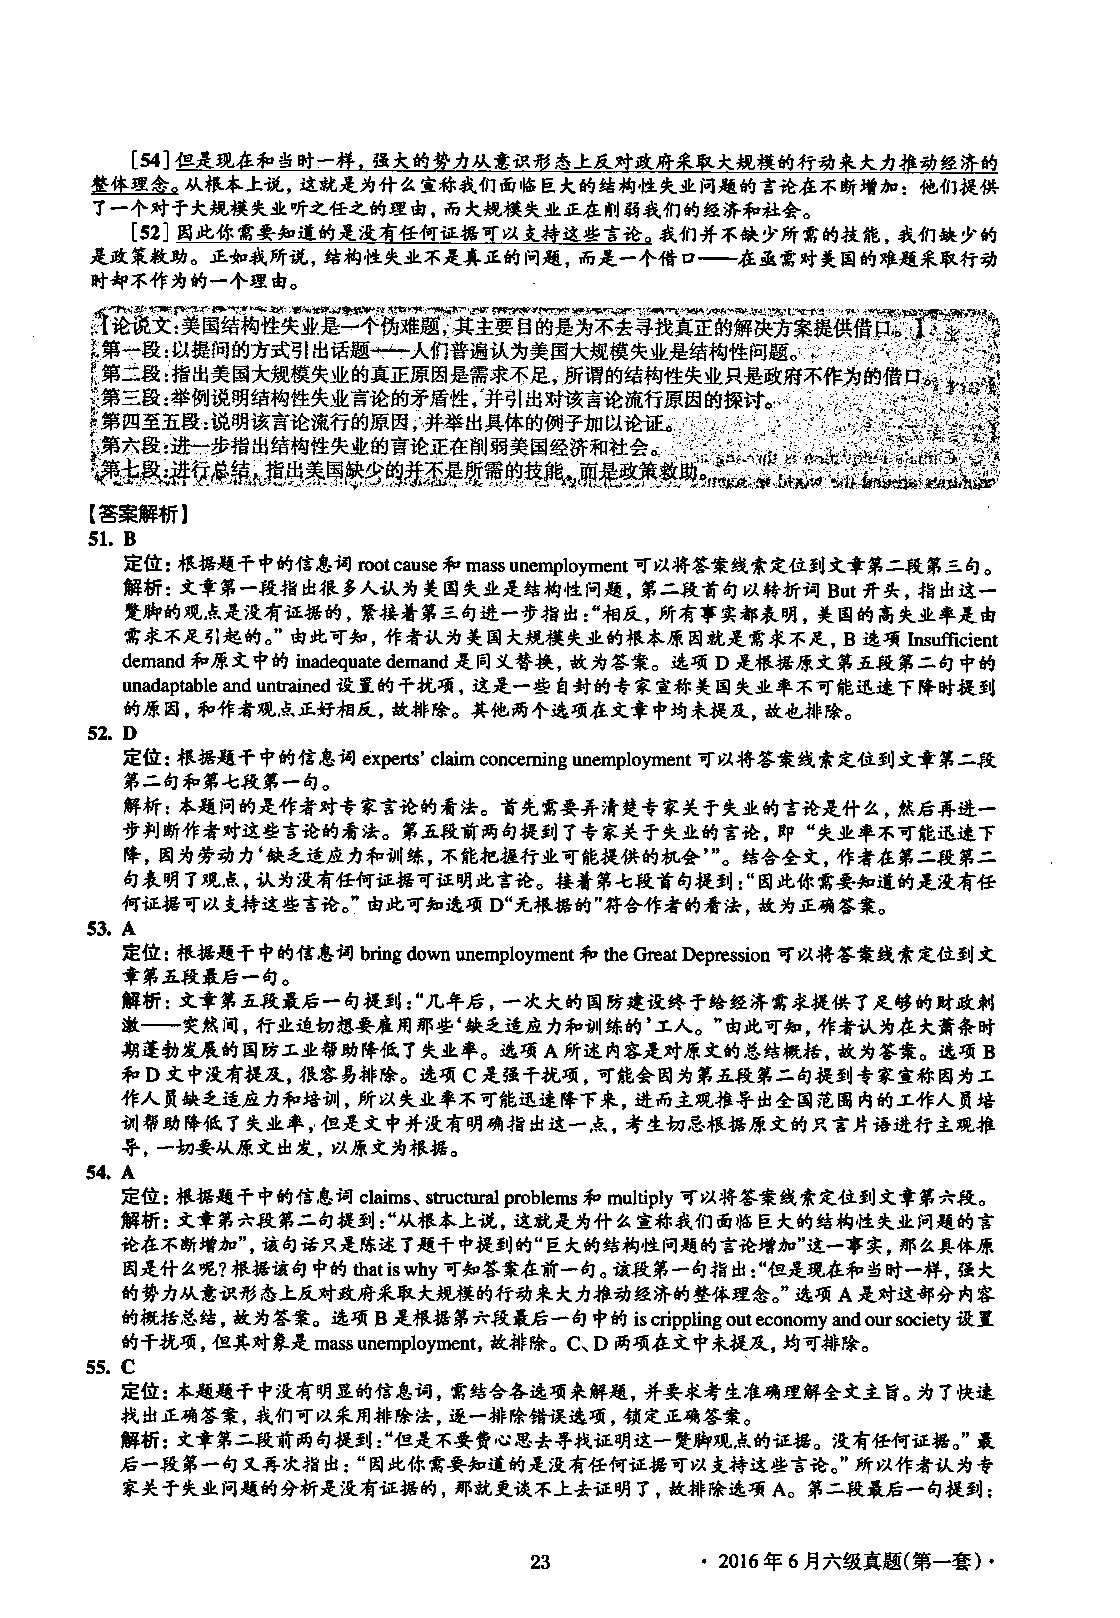 [54]但是现在和当时一样，强大的势力从意识形态上反对政府采取大规模的行动来大力推动经济的
整体理念。从根本上说，这就是为什么宣称我们面临巨大的结构性失业问题的言论在不断增加：他们提供
了一个对于大规模失业听之任之的理由，而大规模失业正在削弱我们的经济和社会。
[52]因此你需要知道的是没有任何证据可以支持这些言论。我们并不缺少所需的技能，我们缺少的
是政策救助。正如我所说，结构性失业不是真正的问题，而是一个借口——在亟需对美国的难题采取行动
时却不作为的一个理由。
【论说文：美国结构性失业是一个伪难题，其主要目的是为不去寻找真正的解决方案提供借口。】
第一段：以提问的方式引出话题——人们普遍认为美国大规模失业是结构性问题。
第二段：指出美国大规模失业的真正原因是需求不足，所谓的结构性失业只是政府不作为的借口。
第三段：举例说明结构性失业言论的矛盾性，并引出对该言论流行原因的探讨。
第四至五段：说明该言论流行的原因，并举出具体的例子加以论证。
第六段：进一步指出结构性失业的言论正在削弱美国经济和社会。
第七段：进行总结，指出美国缺少的并不是所需的技能，而是政策救助。
【答案解析】
51. B
定位：根据题干中的信息词 root cause 和 mass unemployment 可以将答案线索定位到文章第二段第三句。
解析：文章第一段指出很多人认为美国失业是结构性问题，第二段首句以转折词 But 开头，指出这一
蹩脚的观点是没有证据的，紧接着第三句进一步指出：“相反，所有事实都表明，美国的高失业率是由
需求不足引起的。”由此可知，作者认为美国大规模失业的根本原因就是需求不足，B 选项 Insufficient
demand 和原文中的 inadequate demand 是同义替换，故为答案。选项 D 是根据原文第五段第二句中的
unadaptable and untrained 设置的干扰项，这是一些自封的专家宣称美国失业率不可能迅速下降时提到
的原因，和作者观点正好相反，故排除。其他两个选项在文章中均未提及，故也排除。
52. D
定位：根据题干中的信息词 experts' claim concerning unemployment 可以将答案线索定位到文章第二段
第二句和第七段第一句。
解析：本题问的是作者对专家言论的看法。首先需要弄清楚专家关于失业的言论是什么，然后再进一
步判断作者对这些言论的看法。第五段前两句提到了专家关于失业的言论，即“失业率不可能迅速下
降，因为劳动力‘缺乏适应力和训练，不能把握行业可能提供的机会’”。结合全文，作者在第二段第二
句表明了观点，认为没有任何证据可证明此言论。接着第七段首句提到：“因此你需要知道的是没有任
何证据可以支持这些言论。”由此可知选项 D“无根据的”符合作者的看法，故为正确答案。
53. A
定位：根据题干中的信息词 bring down unemployment 和 the Great Depression 可以将答案线索定位到文
章第五段最后一句。
解析：文章第五段最后一句提到：“几年后，一次大的国防建设终于给经济需求提供了足够的财政刺
激——突然间，行业迫切想要雇用那些‘缺乏适应力和训练的’工人。”由此可知，作者认为在大萧条时
期蓬勃发展的国防工业帮助降低了失业率。选项 A 所述内容是对原文的总结概括，故为答案。选项 B
和 D 文中没有提及，很容易排除。选项 C 是强干扰项，可能会因为第五段第二句提到专家宣称因为工
作人员缺乏适应力和培训，所以失业率不可能迅速降下来，进而主观推导出全国范围内的工作人员培
训帮助降低了失业率，但是文中并没有明确指出这一点，考生切忌根据原文的只言片语进行主观推
导，一切要从原文出发，以原文为根据。
54. A
定位：根据题干中的信息词 claims、structural problems 和 multiply 可以将答案线索定位到文章第六段。
解析：文章第六段第二句提到：“从根本上说，这就是为什么宣称我们面临巨大的结构性失业问题的言
论在不断增加”，该句话只是陈述了题干中提到的“巨大的结构性问题的言论增加”这一事实，那么具体原
因是什么呢？根据该句中的 that is why 可知答案在前一句。该段第一句指出：“但是现在和当时一样，强大
的势力从意识形态上反对政府采取大规模的行动来大力推动经济的整体理念。”选项 A 是对这部分内容
的概括总结，故为答案。选项 B 是根据第六段最后一句中的 is crippling out economy and our society 设置
的干扰项，但其对象是 mass unemployment，故排除。C、D 两项在文中未提及，均可排除。
55. C
定位：本题题干中没有明显的信息词，需结合各选项来解题，并要求考生准确理解全文主旨。为了快速
找出正确答案，我们可以采用排除法，逐一排除错误选项，锁定正确答案。
解析：文章第二段前两句提到：“但是不要费心思去寻找证明这一蹩脚观点的证据。没有任何证据。”最
后一段第一句又再次指出：“因此你需要知道的是没有任何证据可以支持这些言论。”所以作者认为专
家关于失业问题的分析是没有证据的，那就更谈不上去证明了，故排除选项 A。第二段最后一句提到：
23
·2016 年 6 月六级真题（第一套）·